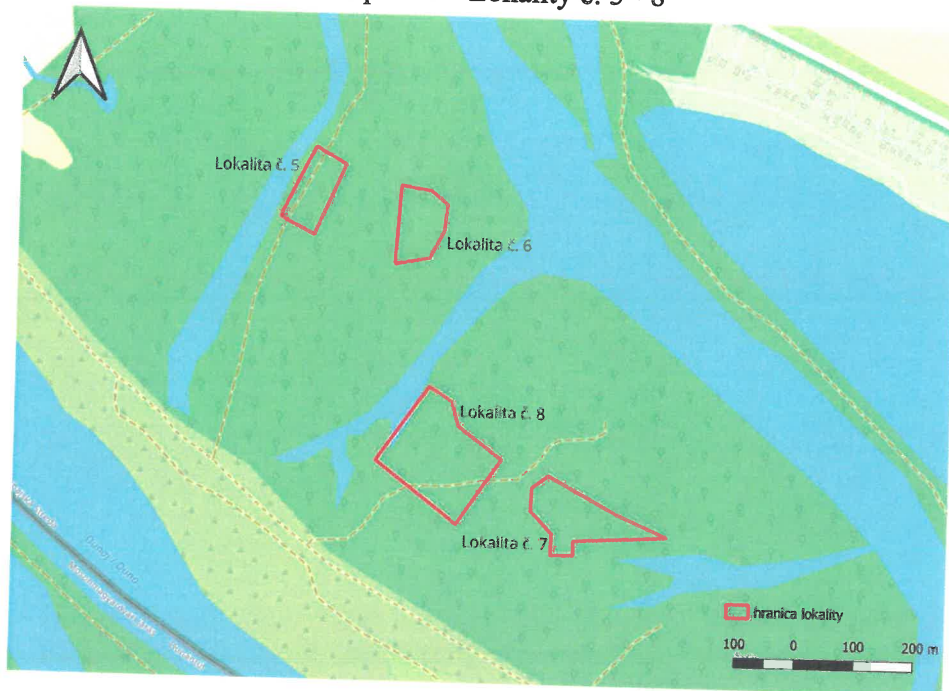 Lokality č. 5 - 8
Lokalita č. 5
Lokalita č. 6
Lokalita č. 8
Lokalita č. 7
hranica lokality
100 0 100 200 m